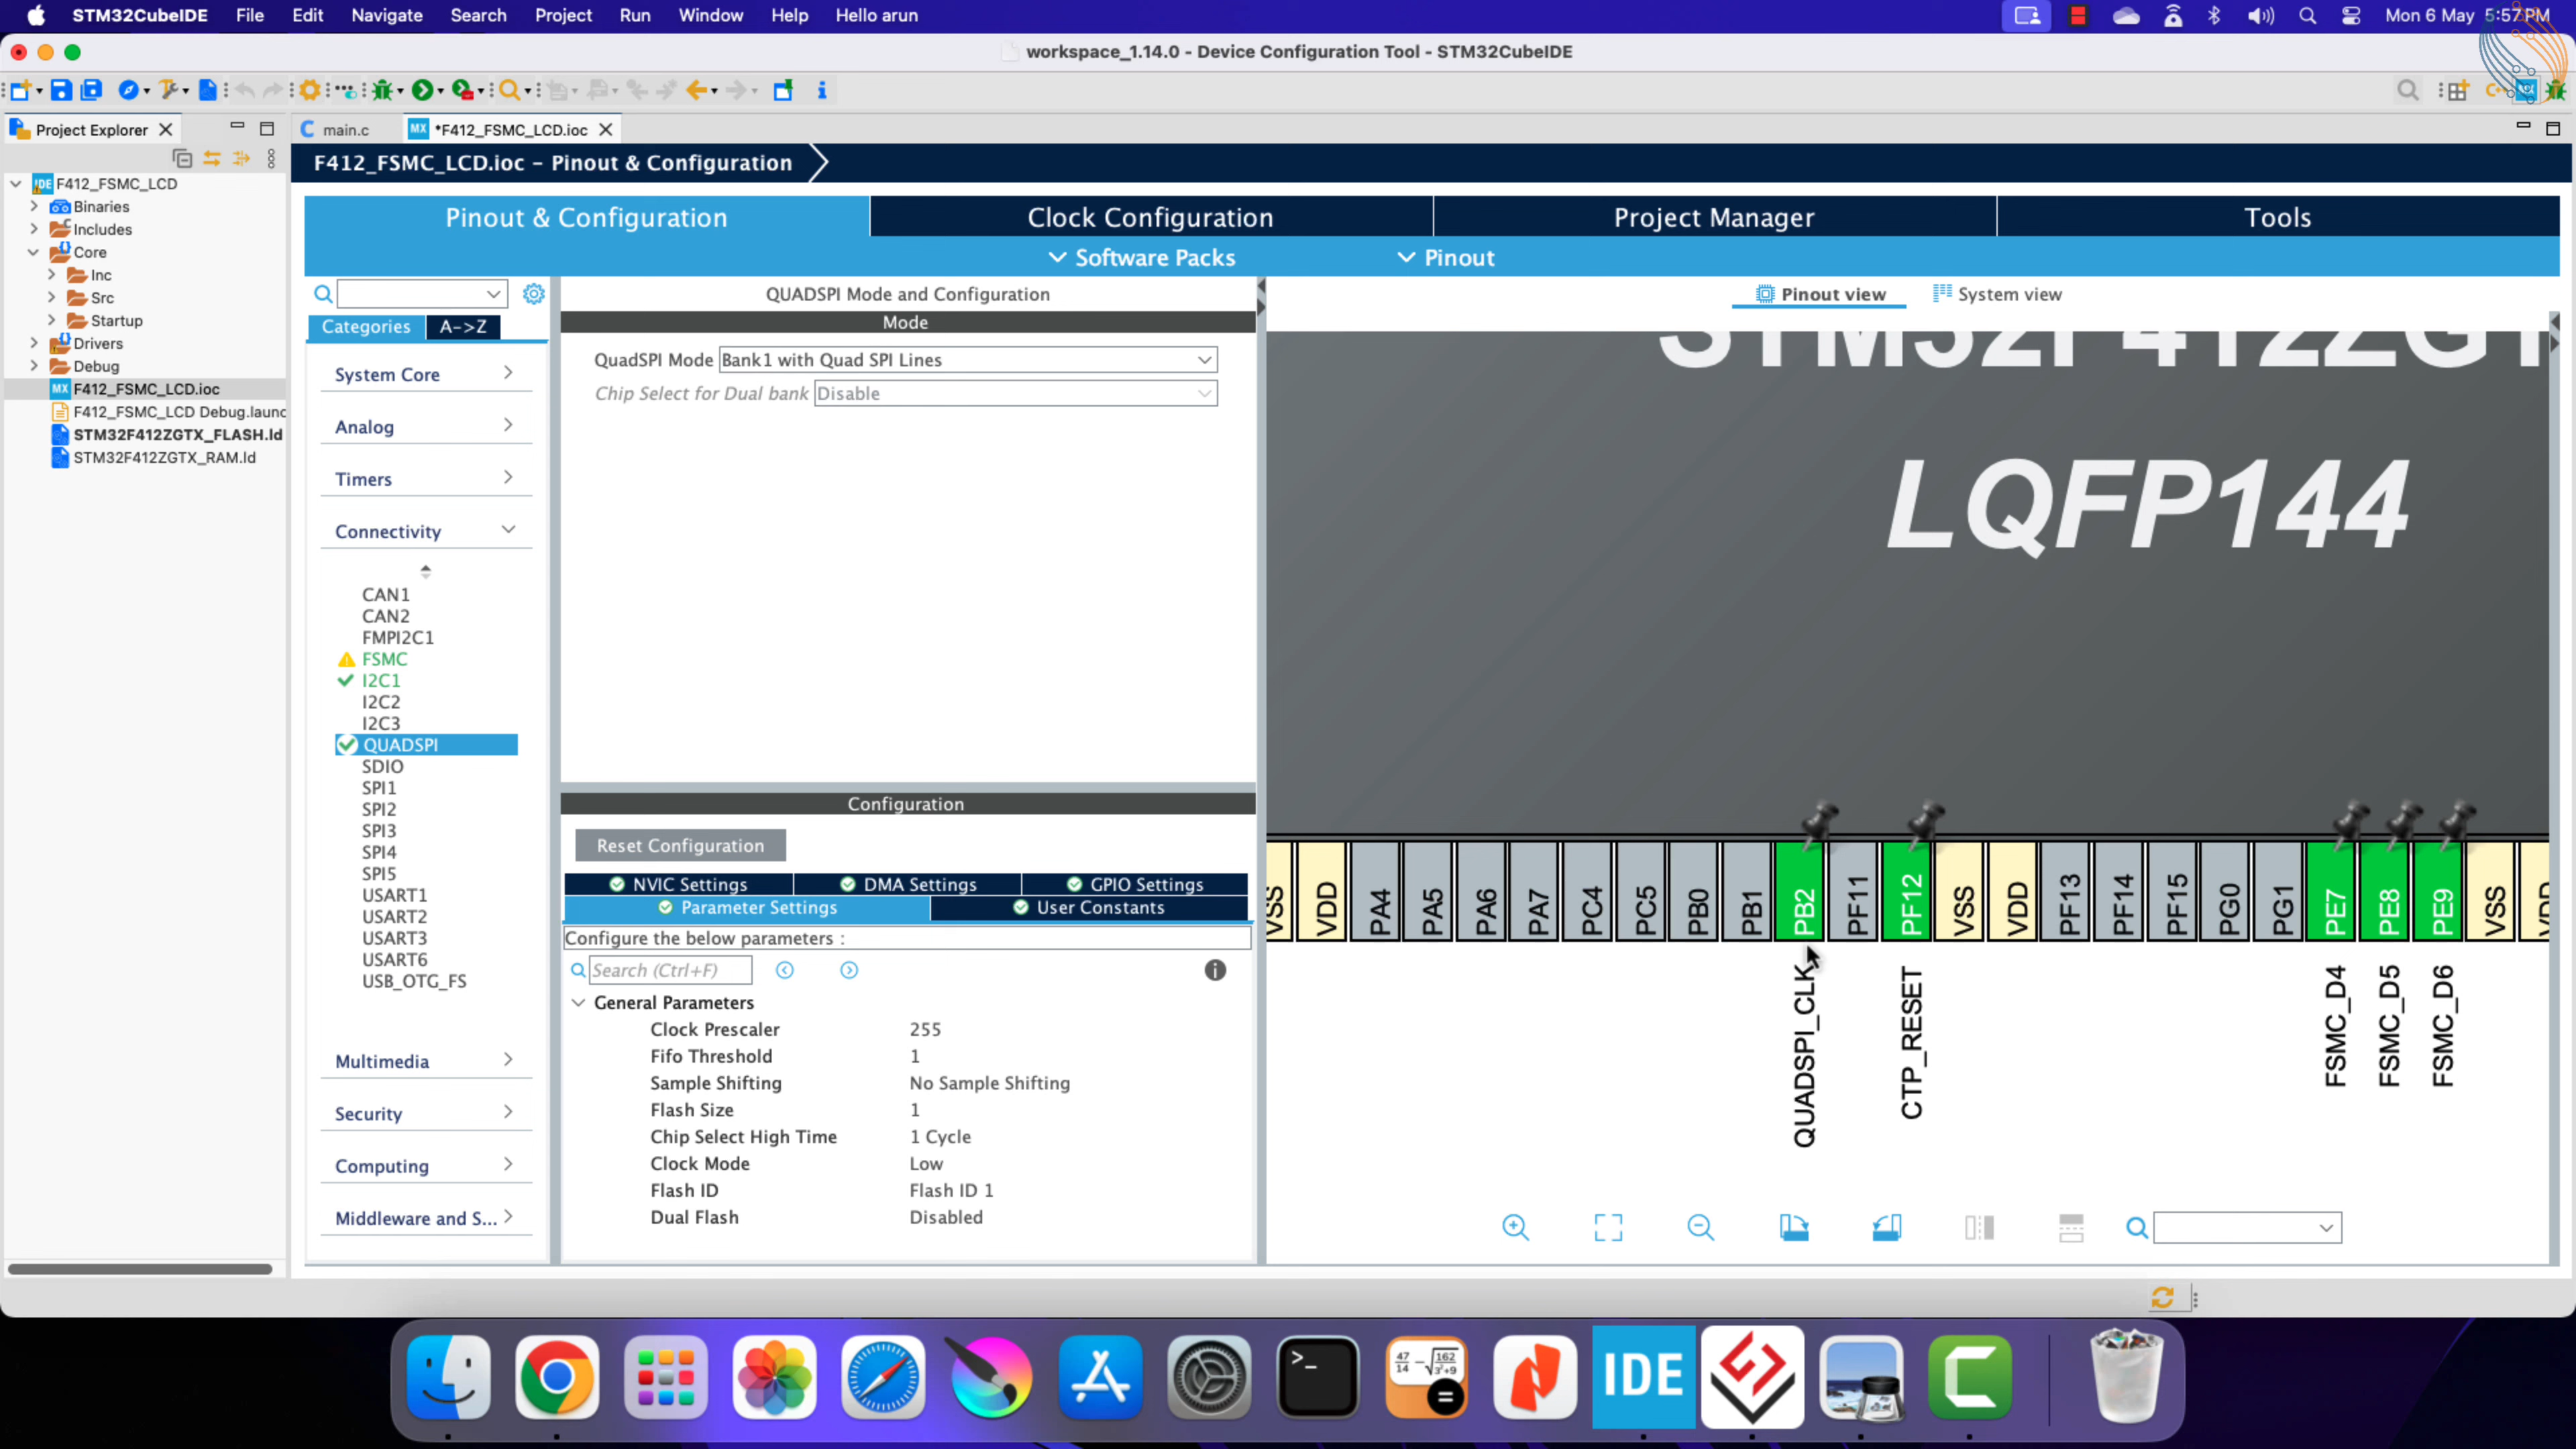 STM32CubeIDE File Edit Navigate Search Project Run Window Help Hello arun Mon 6 May 5:57PM
workspace_1.14.0 - Device Configuration Tool - STM32CubeIDE
Project Explorer
main.c
*F412_FSMC_LCD.ioc
F412_FSMC_LCD
Binaries
Includes
Core
Inc
Src
Startup
Drivers
Debug
F412_FSMC_LCD.ioc
F412_FSMC_LCD Debug.launc
STM32F412ZGTX_FLASH.ld
STM32F412ZGTX_RAM.ld
F412_FSMC_LCD.ioc - Pinout & Configuration
Pinout & Configuration
Clock Configuration
Project Manager
Tools
Software Packs
Pinout
Categories
A->Z
System Core
Analog
Timers
Connectivity
CAN1
CAN2
FMPI2C1
FSMC
I2C1
I2C2
I2C3
QUADSPI
SDIO
SPI1
SPI2
SPI3
SPI4
SPI5
USART1
USART2
USART3
USART6
USB_OTG_FS
Multimedia
Security
Computing
Middleware and S...
QUADSPI Mode and Configuration
Mode
QuadSPI Mode Bank1 with Quad SPI Lines
Chip Select for Dual bank Disable
Configuration
Reset Configuration
NVIC Settings
DMA Settings
GPIO Settings
Parameter Settings
User Constants
Configure the below parameters :
Search (Ctrl+F)
General Parameters
Clock Prescaler 255
Fifo Threshold 1
Sample Shifting No Sample Shifting
Flash Size 1
Chip Select High Time 1 Cycle
Clock Mode Low
Flash ID Flash ID 1
Dual Flash Disabled
Pinout view
System view
STM32F412ZGT
LQFP144
VSS
VDD
PA4
PA5
PA6
PA7
PC4
PC5
PB0
PB1
PB2
PF11
PF12
VSS
VDD
PF13
PF14
PF15
PG0
PG1
PE7
PE8
PE9
VSS
VDD
QUADSPI_CLK
CTP_RESET
FSMC_D4
FSMC_D5
FSMC_D6
IDE